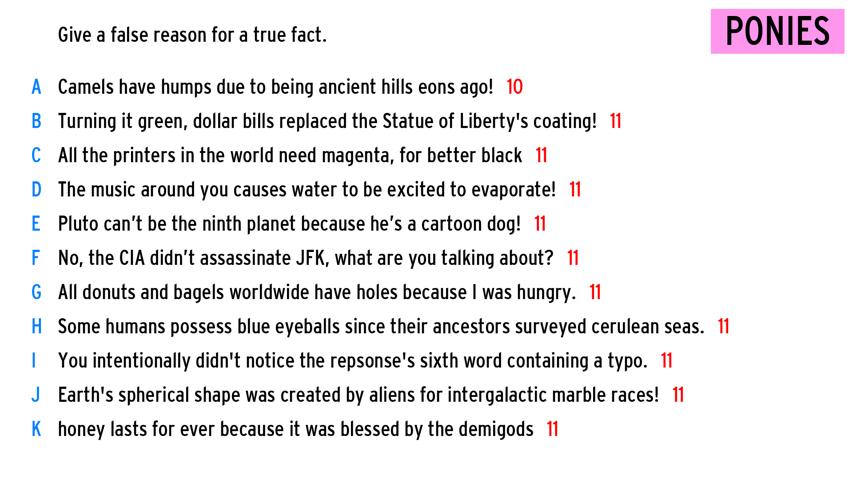 Give a false reason for a true fact.
PONIES
A Camels have humps due to being ancient hills eons ago! 10
B Turning it green, dollar bills replaced the Statue of Liberty's coating! 11
C All the printers in the world need magenta, for better black 11
D The music around you causes water to be excited to evaporate! 11
E Pluto can’t be the ninth planet because he’s a cartoon dog! 11
F No, the CIA didn’t assassinate JFK, what are you talking about? 11
G All donuts and bagels worldwide have holes because I was hungry. 11
H Some humans possess blue eyeballs since their ancestors surveyed cerulean seas. 11
I You intentionally didn't notice the repsonse's sixth word containing a typo. 11
J Earth's spherical shape was created by aliens for intergalactic marble races! 11
K honey lasts for ever because it was blessed by the demigods 11